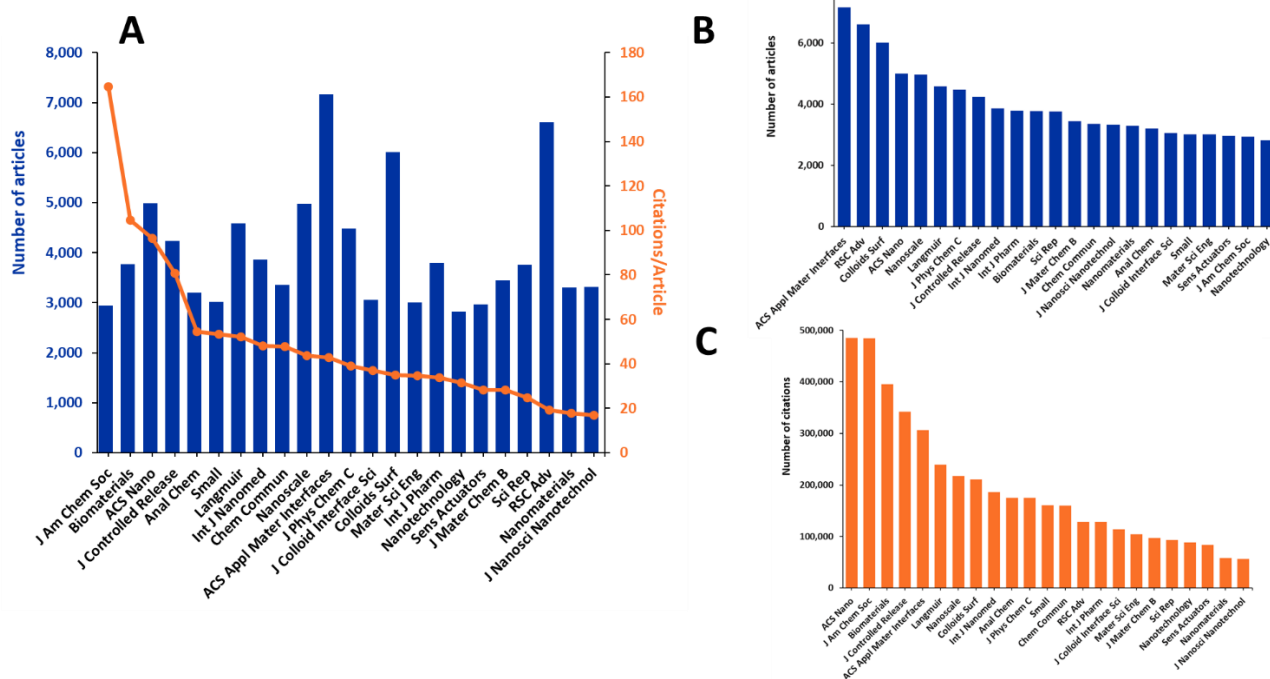 A
8,000
7,000
6,000
5,000
4,000
3,000
2,000
1,000
0
Number of articles
180
160
140
120
100
80
60
40
20
0
Citations/Article
J Am Chem Soc
Biomaterials
ACS Nano
J Controlled Release
Anal Chem
Small
Langmuir
Int J Nanomed
Chem Commun
Nanoscale
ACS Appl Mater Interfaces
J Phys Chem C
J Colloid Interface Sci
Colloids Surf
Mater Sci Eng
Int J Pharm
Nanotechnology
Sens Actuators
J Mater Chem B
Sci Rep
RSC Adv
Nanomaterials
J Nanosci Nanotechnol
B
6,000
4,000
2,000
0
Number of articles
ACS Appl Mater Interfaces
RSC Adv
Colloids Surf
ACS Nano
Nanoscale
Langmuir
J Phys Chem C
J Controlled Release
Int J Nanomed
Int J Pharm
Biomaterials
Sci Rep
J Mater Chem B
Chem Commun
J Nanosci Nanotechnol
Nanomaterials
Anal Chem
J Colloid Interface Sci
Small
Mater Sci Eng
Sens Actuators
J Am Chem Soc
Nanotechnology
C
500,000
400,000
300,000
200,000
100,000
0
Number of citations
ACS Nano
J Am Chem Soc
Biomaterials
J Controlled Release
ACS Appl Mater Interfaces
Langmuir
Nanoscale
Colloids Surf
Int J Nanomed
Anal Chem
J Phys Chem C
Small
Chem Commun
RSC Adv
Int J Pharm
J Colloid Interface Sci
Mater Sci Eng
J Mater Chem B
Sci Rep
Nanotechnology
Sens Actuators
Nanomaterials
J Nanosci Nanotechnol